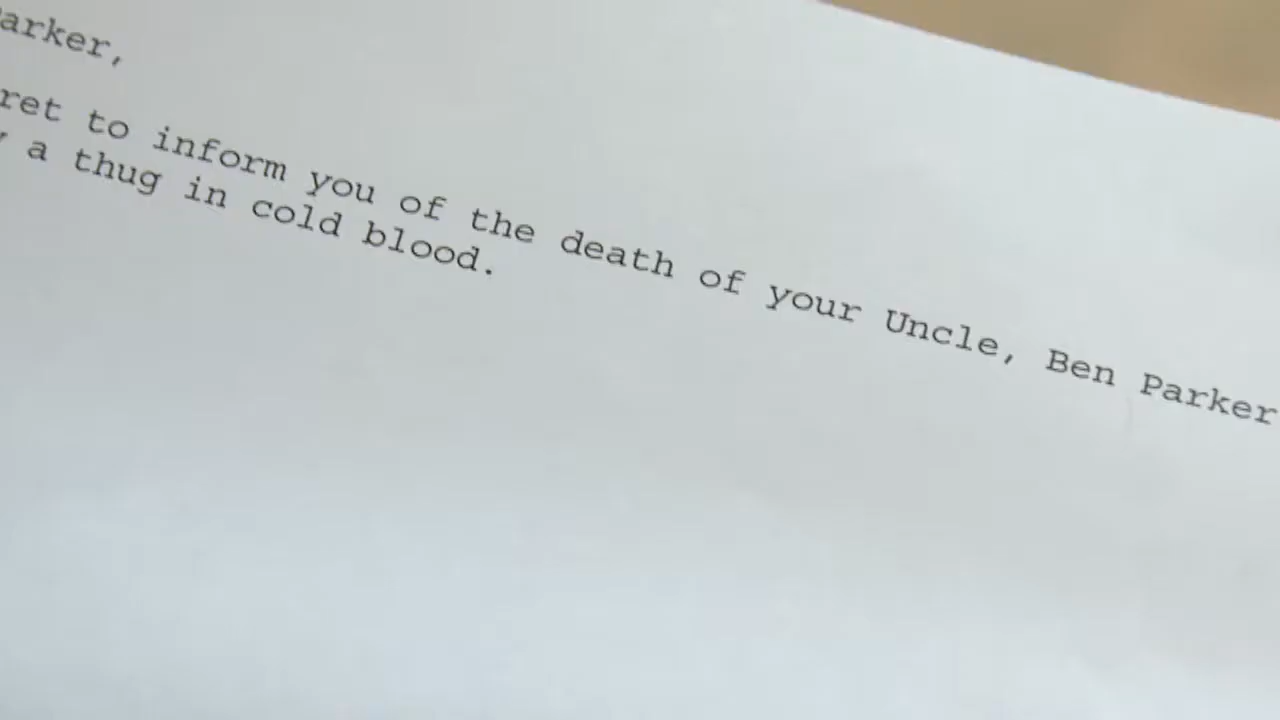 arker,
ret to inform you of the death of your Uncle, Ben Parker
a thug in cold blood.